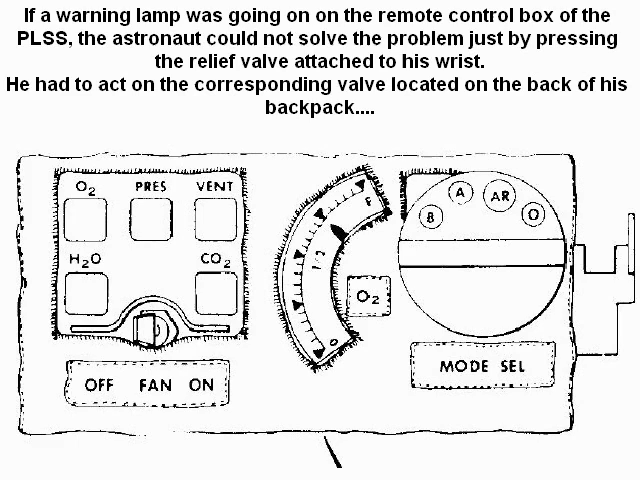 If a warning lamp was going on on the remote control box of the
PLSS, the astronaut could not solve the problem just by pressing
the relief valve attached to his wrist.
He had to act on the corresponding valve located on the back of his
backpack....
O2 PRES VENT
H2O CO2
OFF FAN ON
F
1/2
0
O2
B A AR O
MODE SEL